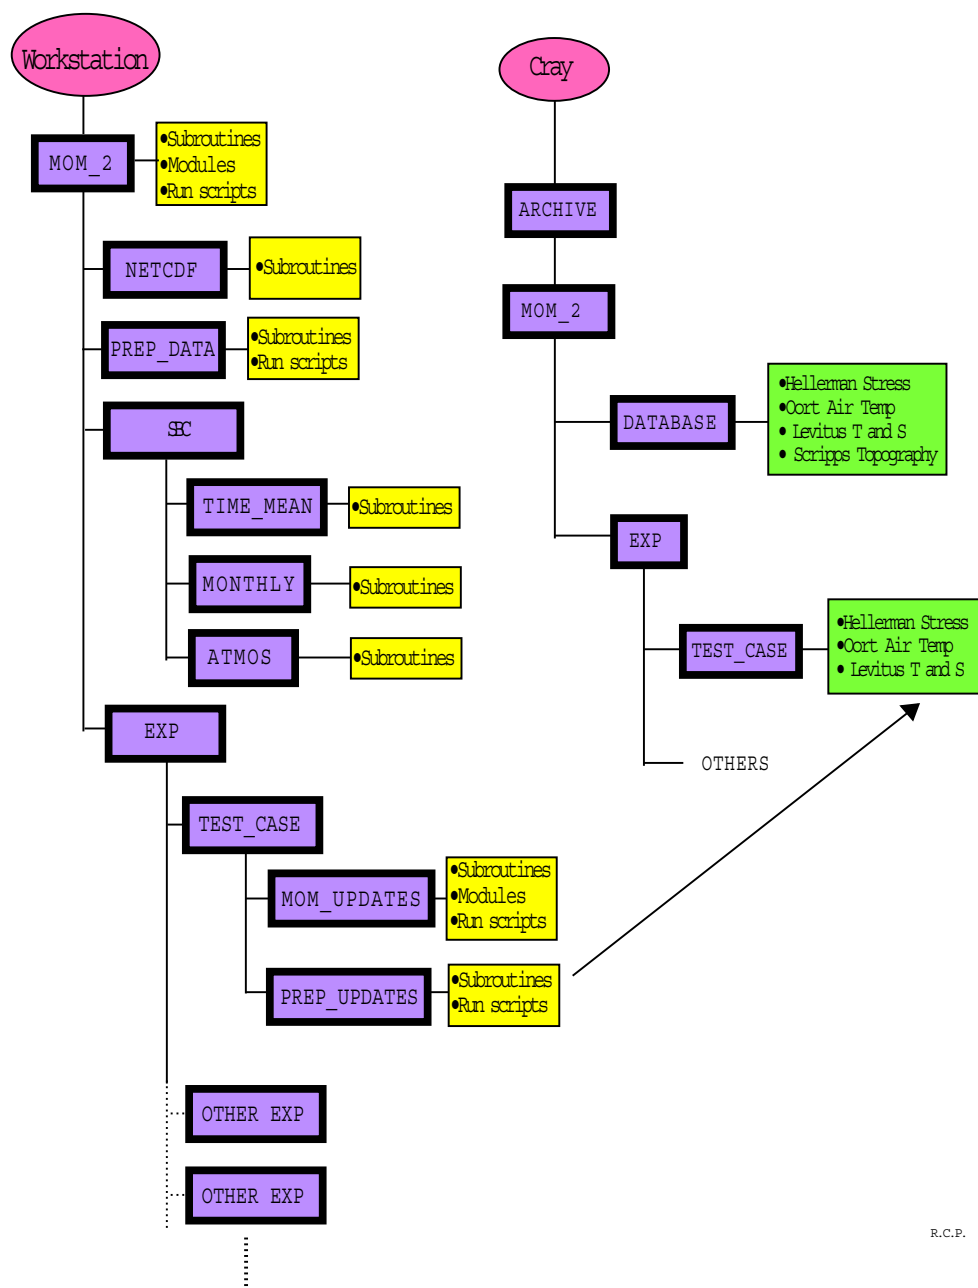 Workstation
MOM_2
•Subroutines
•Modules
•Run scripts
NETCDF
•Subroutines
PREP_DATA
•Subroutines
•Run scripts
SBC
TIME_MEAN
•Subroutines
MONTHLY
•Subroutines
ATMOS
•Subroutines
EXP
TEST_CASE
MOM_UPDATES
•Subroutines
•Modules
•Run scripts
PREP_UPDATES
•Subroutines
•Run scripts
OTHER EXP
OTHER EXP
Cray
ARCHIVE
MOM_2
DATABASE
•Hellerman Stress
•Oort Air Temp
• Levitus T and S
• Scripps Topography
EXP
TEST_CASE
•Hellerman Stress
•Oort Air Temp
• Levitus T and S
OTHERS
R.C.P.